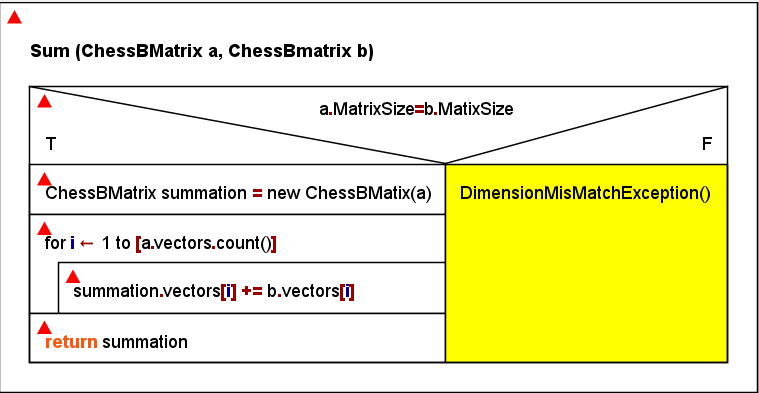 Sum (ChessBMatrix a, ChessBmatrix b)
a.MatrixSize=b.MatixSize
T
F
ChessBMatrix summation = new ChessBMatix(a)
DimensionMisMatchException()
for i ← 1 to [a.vectors.count()]
summation.vectors[i] += b.vectors[i]
return summation